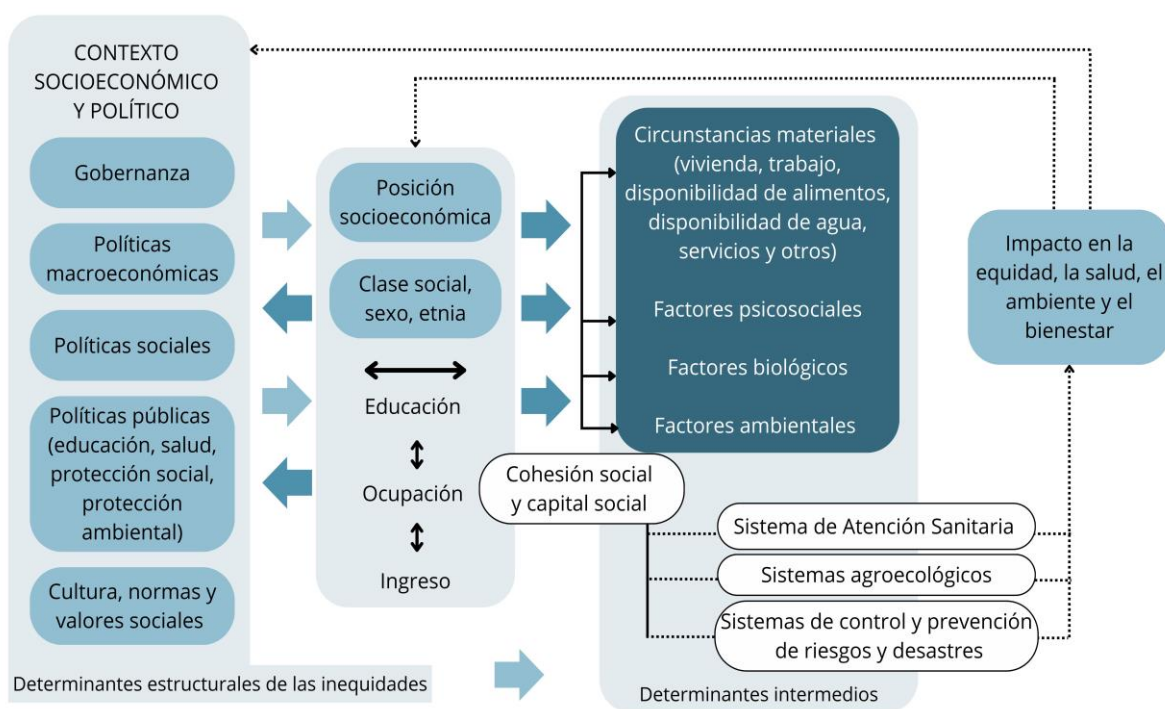 CONTEXTO
SOCIOECONÓMICO
Y POLÍTICO
Gobernanza
Políticas
macroeconómicas
Políticas sociales
Políticas públicas
(educación, salud,
protección social,
protección
ambiental)
Cultura, normas y
valores sociales
Determinantes estructurales de las inequidades
Posición
socioeconómica
Clase social,
sexo, etnia
Educación
Ocupación
Ingreso
Circunstancias materiales
(vivienda, trabajo,
disponibilidad de alimentos,
disponibilidad de agua,
servicios y otros)
Factores psicosociales
Factores biológicos
Factores ambientales
Cohesión social
y capital social
Sistema de Atención Sanitaria
Sistemas agroecológicos
Sistemas de control y prevención
de riesgos y desastres
Determinantes intermedios
Impacto en la
equidad, la salud, el
ambiente y el
bienestar